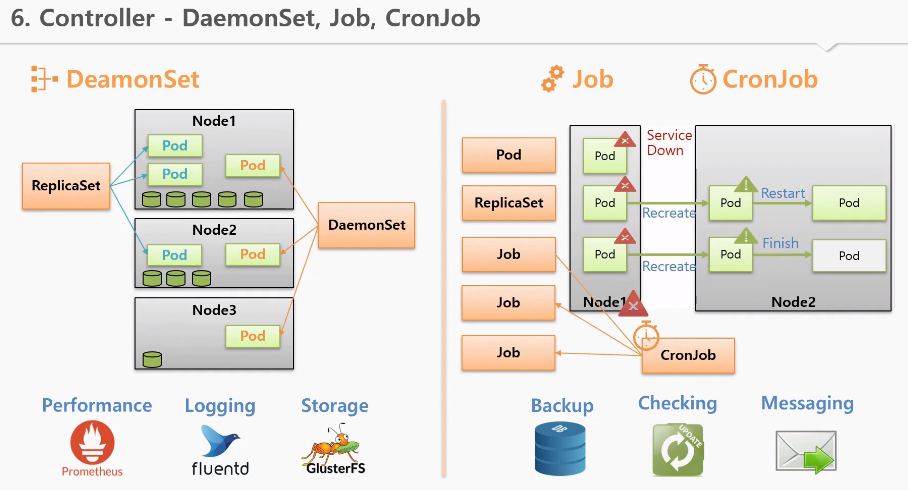 6. Controller - DaemonSet, Job, CronJob
DeamonSet
Node1
Pod
Pod
Pod
ReplicaSet
Node2
Pod
Pod
DaemonSet
Node3
Pod
Performance
Logging
Storage
Prometheus
fluentd
GlusterFS
Job
CronJob
Pod
Pod
Service
Down
ReplicaSet
Pod
Recreate
Pod
Restart
Pod
Job
Pod
Recreate
Pod
Finish
Pod
Job
Node1
Node2
Job
CronJob
Backup
Checking
Messaging
DB
UPDATE